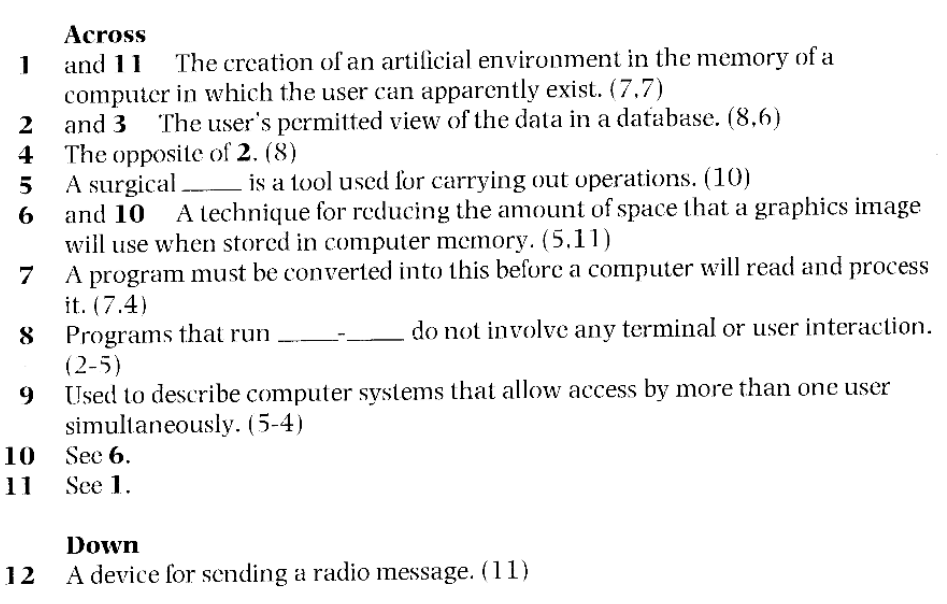 Across
1 and 11 The creation of an artificial environment in the memory of a
computer in which the user can apparently exist. (7,7)
2 and 3 The user's permitted view of the data in a database. (8,6)
4 The opposite of 2. (8)
5 A surgical _____ is a tool used for carrying out operations. (10)
6 and 10 A technique for reducing the amount of space that a graphics image
will use when stored in computer memory. (5,11)
7 A program must be converted into this before a computer will read and process
it. (7,4)
8 Programs that run _____-_____ do not involve any terminal or user interaction.
(2-5)
9 Used to describe computer systems that allow access by more than one user
simultaneously. (5-4)
10 See 6.
11 See 1.
Down
12 A device for sending a radio message. (11)